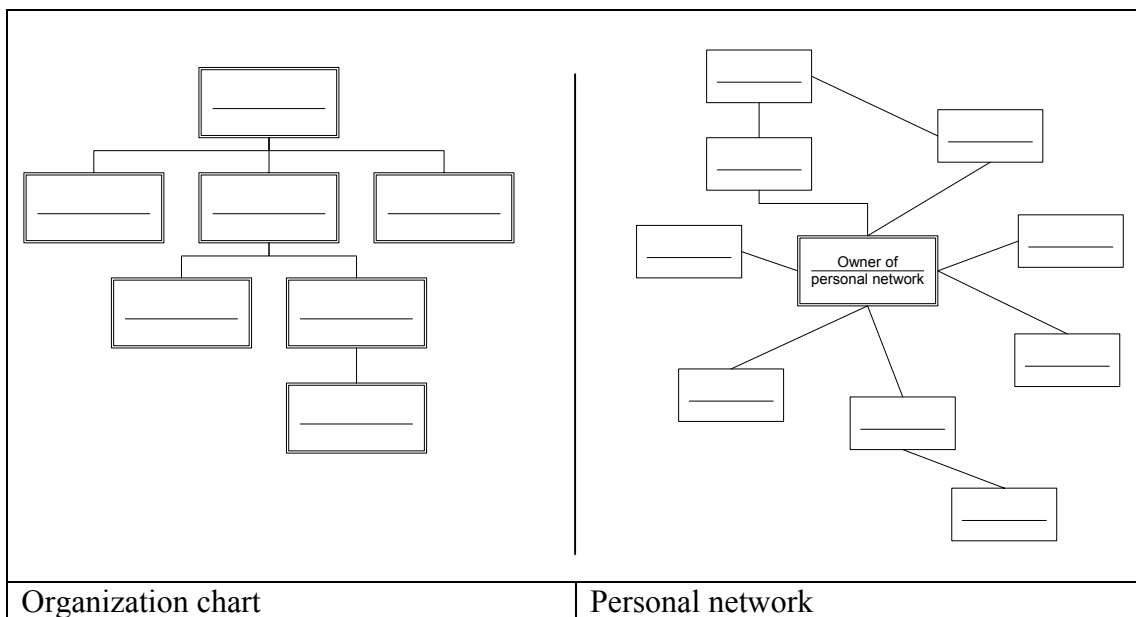 Owner of
personal network
Organization chart
Personal network